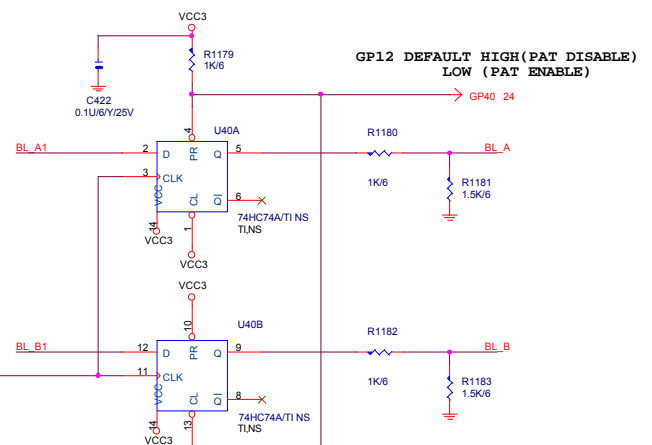 VCC3
R1179
1K/6
GP12 DEFAULT HIGH(PAT DISABLE)
LOW (PAT ENABLE)
C422
0.1U/6/Y/25V
GP40 24
4
U40A
R1180
BL_A1
2
D
PR
Q
5
BL_A
3
CLK
1K/6
R1181
1.5K/6
VCC
CL
QI
6
14
1
74HC74A/TI NS
TI,NS
VCC3
VCC3
VCC3
10
U40B
R1182
BL_B1
12
D
PR
Q
9
BL_B
11
CLK
1K/6
R1183
1.5K/6
VCC
CL
QI
8
14
13
74HC74A/TI NS
TI,NS
VCC3